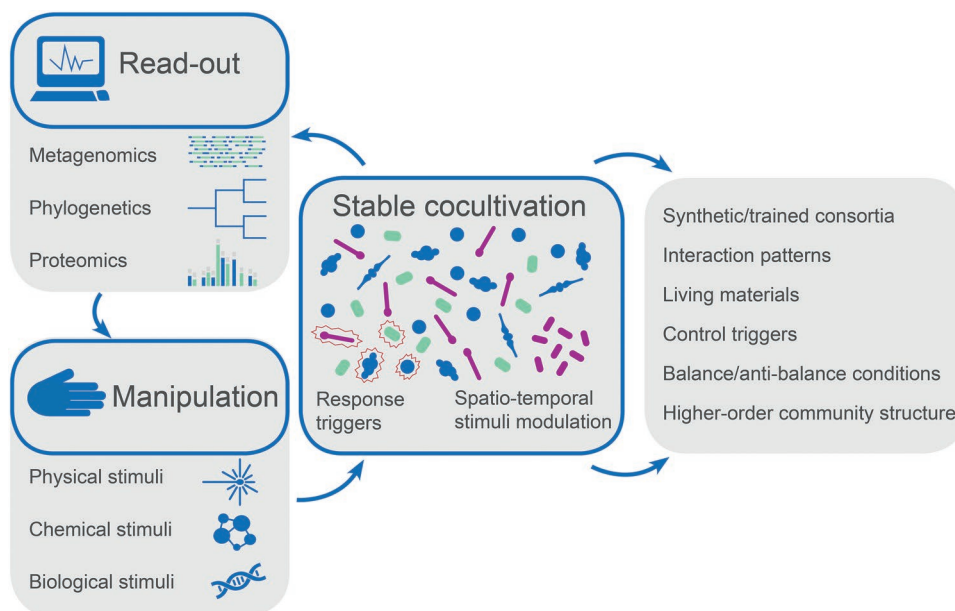 Read-out
Metagenomics
Phylogenetics
Proteomics
Manipulation
Physical stimuli
Chemical stimuli
Biological stimuli
Stable cocultivation
Response
triggers
Spatio-temporal
stimuli modulation
Synthetic/trained consortia
Interaction patterns
Living materials
Control triggers
Balance/anti-balance conditions
Higher-order community structure